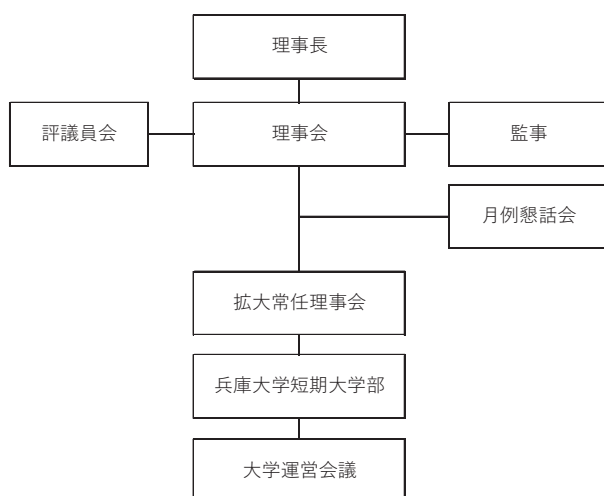 理事長
評議員会
理事会
監事
月例懇話会
拡大常任理事会
兵庫大学短期大学部
大学運営会議